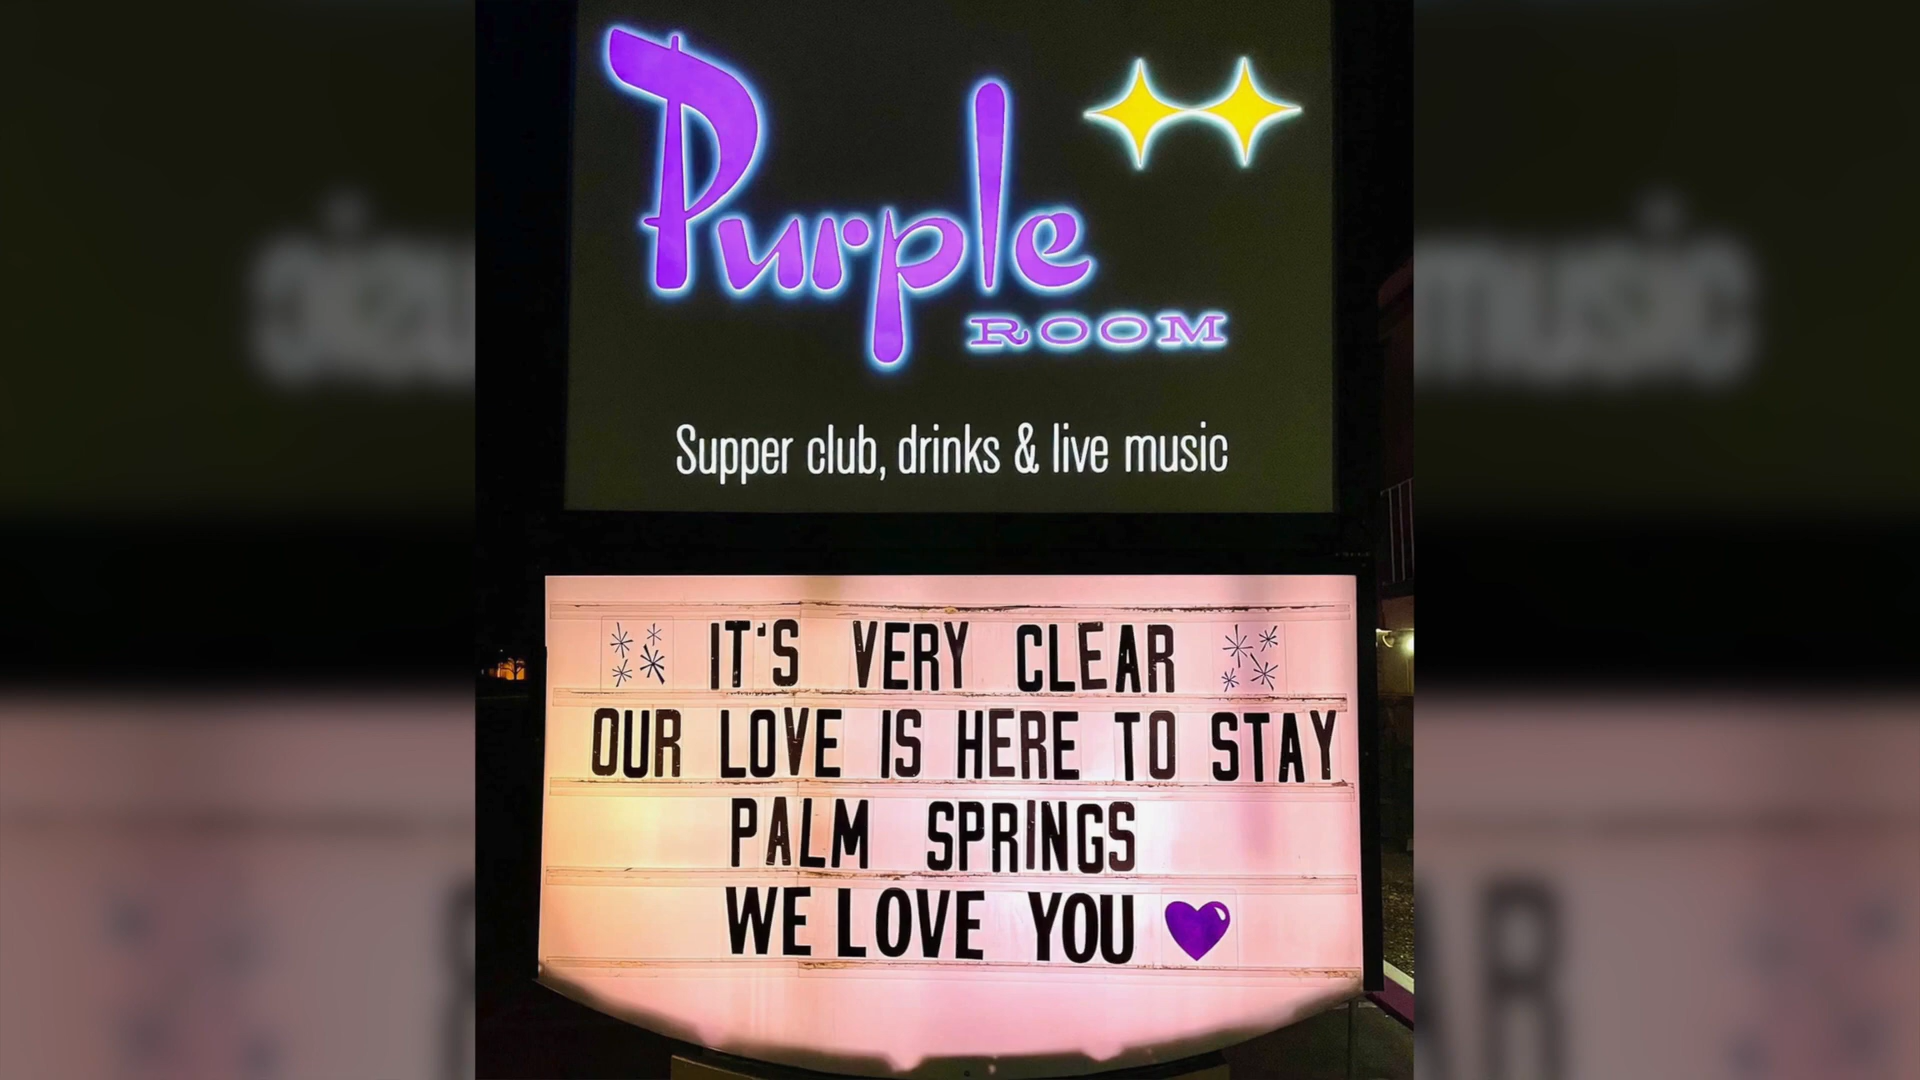 Purple
ROOM
Supper club, drinks & live music
IT'S VERY CLEAR
OUR LOVE IS HERE TO STAY
PALM SPRINGS
WE LOVE YOU